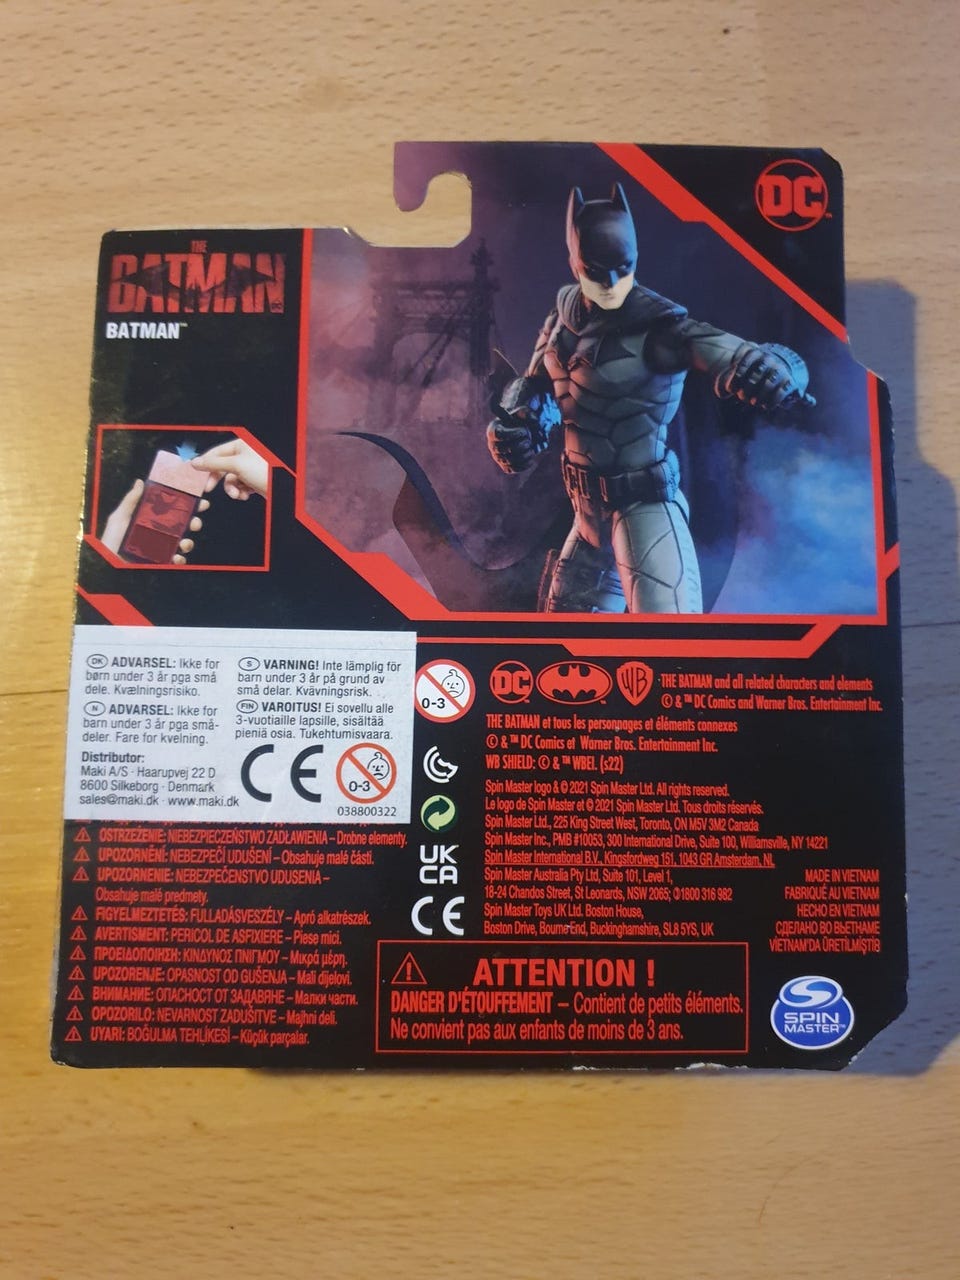 DC™
THE
BATMAN
DC
BATMAN™
DK ADVARSEL: Ikke for
børn under 3 år pga små
dele. Kvælningsrisiko.
N ADVARSEL: Ikke for
barn under 3 år på grund av små-
deler. Fare for kvelning.
S VARNING! Inte lämplig för
barn under 3 år på grund av
små delar. Kvävningsrisk.
FIN VAROITUS! Ei sovellu alle
3-vuotiaille lapsille, sisältää
pieniä osia. Tukehtumisvaara.
Distributor:
Maki A/S · Haarupvej 22 D
8600 Silkeborg · Denmark
sales@maki.dk · www.maki.dk
CE
0-3
038800322
OSTRZEŻENIE: NIEBEZPIECZEŃSTWO ZADŁAWIENIA – Drobne elementy.
UPOZORNĚNÍ: NEBEZPEČÍ UDUŠENÍ – Obsahuje malé části.
UPOZORNENIE: NEBEZPEČENSTVO UDUSENIA –
Obsahuje malé predmety.
FIGYELMEZTETÉS: FULLADÁSVESZÉLY – Apró alkatrészek.
AVERTISMENT: PERICOL DE ASFIXIERE – Piese mici.
ΠΡΟΕΙΔΟΠΟΙΗΣΗ: ΚΙΝΔΥΝΟΣ ΠΝΙΓΜΟΥ – Μικρά μέρη.
UPOZORENJE: OPASNOST OD GUŠENJA – Mali dijelovi.
ВНИМАНИЕ: ОПАСНОСТ ОТ ЗАДАВЯНЕ – Малки части.
OPOZORILO: NEVARNOST ZADUŠITVE – Majhni deli.
UYARI: BOĞULMA TEHLİKESİ – Küçük parçalar.
0-3
UK
CA
CE
DC
WB
THE BATMAN and all related characters and elements
© & ™ DC Comics and Warner Bros. Entertainment Inc.
THE BATMAN et tous les personnages et éléments connexes
© & ™ DC Comics et Warner Bros. Entertainment Inc.
WB SHIELD: © & ™ WBEI. (s22)
Spin Master logo & © 2021 Spin Master Ltd. All rights reserved.
Le logo de Spin Master et © 2021 Spin Master Ltd. Tous droits réservés.
Spin Master Ltd., 225 King Street West, Toronto, ON M5V 3M2 Canada
Spin Master Inc., PMB #10053, 300 International Drive, Suite 100, Williamsville, NY 14221
Spin Master International B.V., Kingsfordweg 151, 1043 GR Amsterdam, NL
Spin Master Australia Pty Ltd, Suite 101, Level 1,
18-24 Chandos Street, St Leonards, NSW 2065; ✆1800 316 982
Spin Master Toys UK Ltd. Boston House,
Boston Drive, Bourne End, Buckinghamshire, SL8 5YS, UK
MADE IN VIETNAM
FABRIQUÉ AU VIETNAM
HECHO EN VIETNAM
СДЕЛАНО ВО ВЬЕТНАМЕ
VİETNAM'DA ÜRETİLMİŞTİR
ATTENTION !
DANGER D'ÉTOUFFEMENT – Contient de petits éléments.
Ne convient pas aux enfants de moins de 3 ans.
SPIN
MASTER™